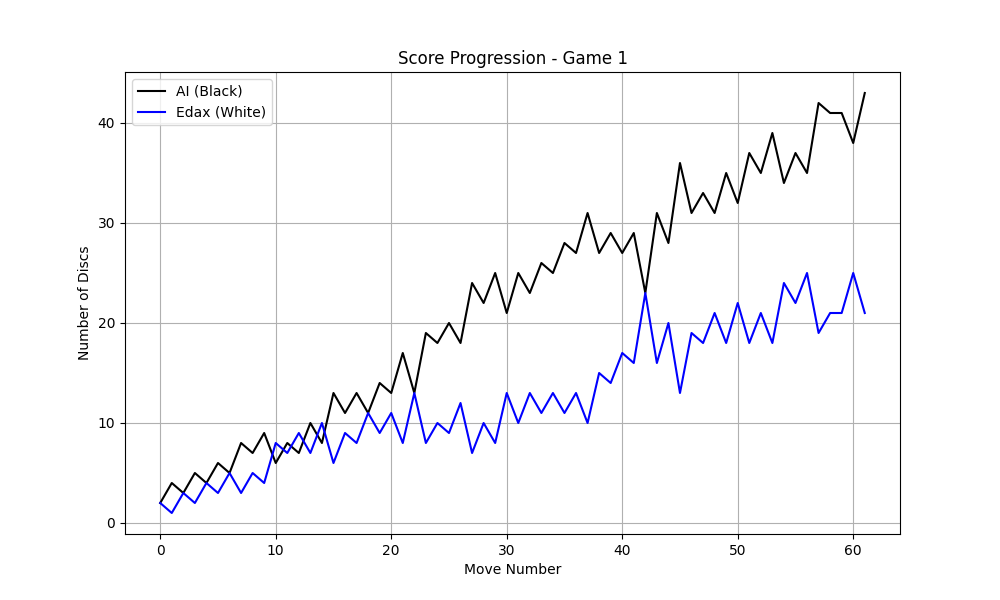 Score Progression - Game 1
AI (Black)
Edax (White)
Number of Discs
40
30
20
10
0
0 10 20 30 40 50 60
Move Number